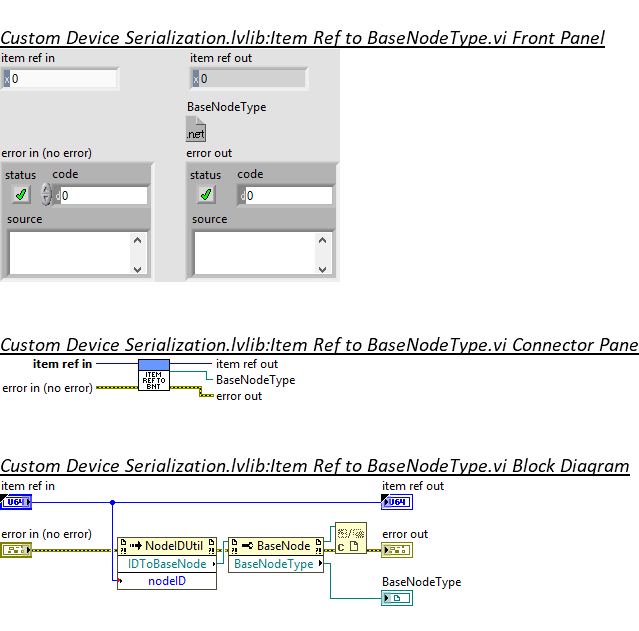 Custom Device Serialization.lvlib:Item Ref to BaseNodeType.vi Front Panel
item ref in
item ref out
x 0
x 0
BaseNodeType
.net
error in (no error)
error out
status code
status code
d 0
d 0
source
source
Custom Device Serialization.lvlib:Item Ref to BaseNodeType.vi Connector Pane
item ref in
item ref out
ITEM
REF TO
BNT
BaseNodeType
error in (no error)
error out
Custom Device Serialization.lvlib:Item Ref to BaseNodeType.vi Block Diagram
item ref in
item ref out
U64
U64
error in (no error)
error out
NodeIDUtil
BaseNode
C
IDToBaseNode
BaseNodeType
nodeID
BaseNodeType